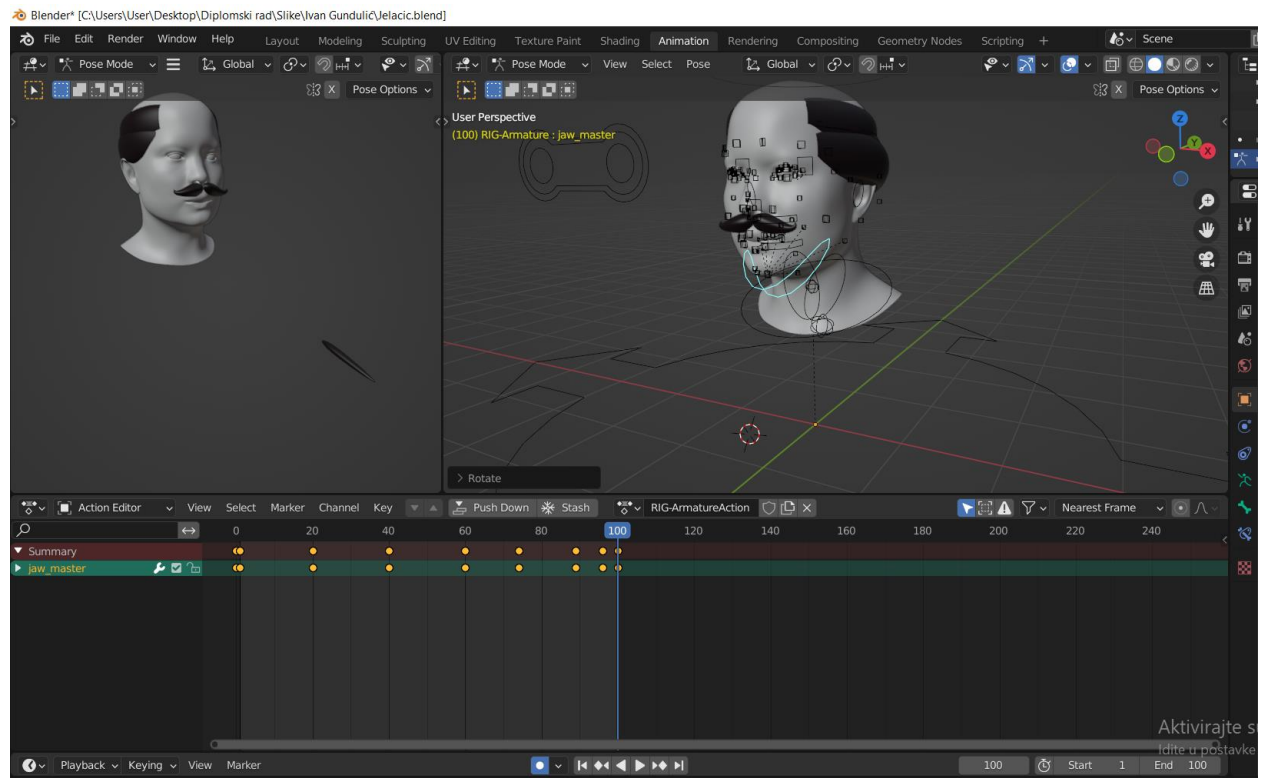 Blender* [C:\Users\User\Desktop\Diplomski rad\Slike\Ivan Gundulić\Jelacic.blend]
File Edit Render Window Help Layout Modeling Sculpting UV Editing Texture Paint Shading Animation Rendering Compositing Geometry Nodes Scripting + Scene
Pose Mode Global Pose Mode View Select Pose Global
X Pose Options X Pose Options
User Perspective
(100) RIG-Armature : jaw_master
Z
Y
X
> Rotate
Action Editor View Select Marker Channel Key Push Down Stash RIG-ArmatureAction Nearest Frame
0 20 40 60 80 100 120 140 160 180 200 220 240
Summary
jaw_master
Aktivirajte s
Idite u postavke
Playback Keying View Marker 100 Start 1 End 100